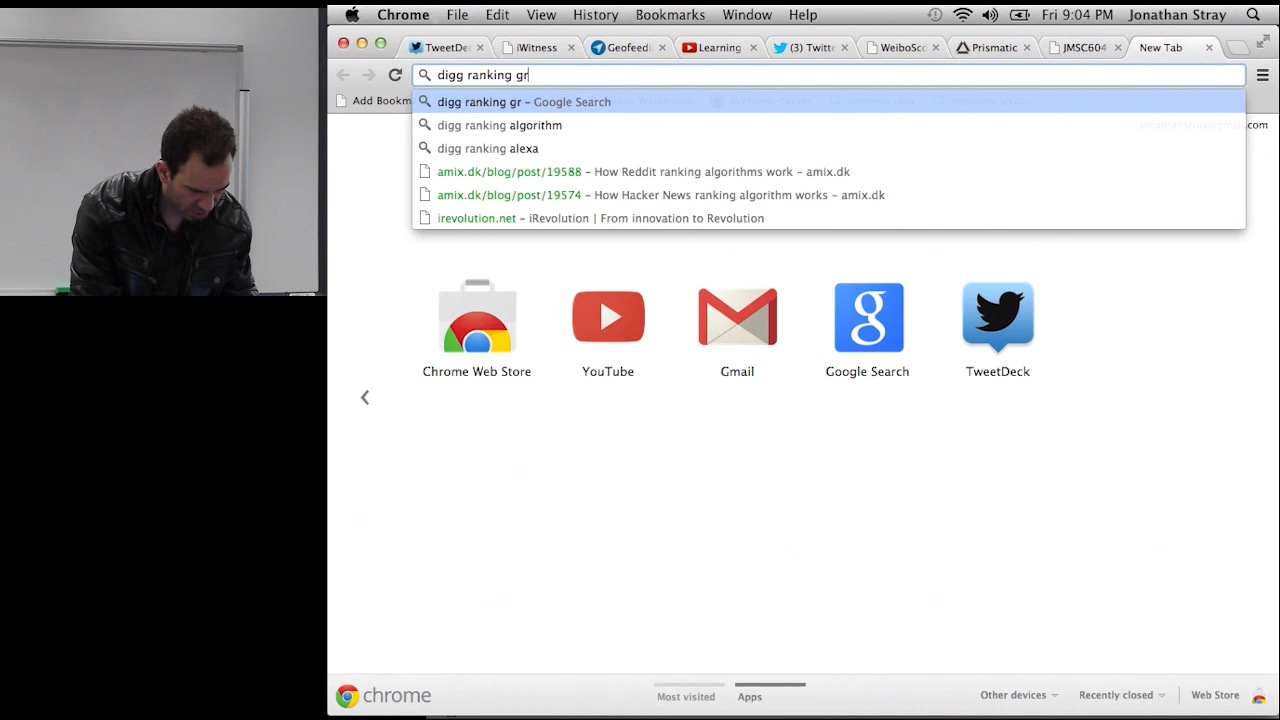 Chrome File Edit View History Bookmarks Window Help Fri 9:04 PM Jonathan Stray
TweetDec iWitness Geofeedi Learning (3) Twitte WeiboSco Prismatic JMSC604 New Tab
digg ranking gr
Add Bookm
digg ranking gr – Google Search
digg ranking algorithm
.com
digg ranking alexa
amix.dk/blog/post/19588 – How Reddit ranking algorithms work – amix.dk
amix.dk/blog/post/19574 – How Hacker News ranking algorithm works – amix.dk
irevolution.net – iRevolution | From innovation to Revolution
Chrome Web Store YouTube Gmail Google Search TweetDeck
chrome Most visited Apps Other devices Recently closed Web Store